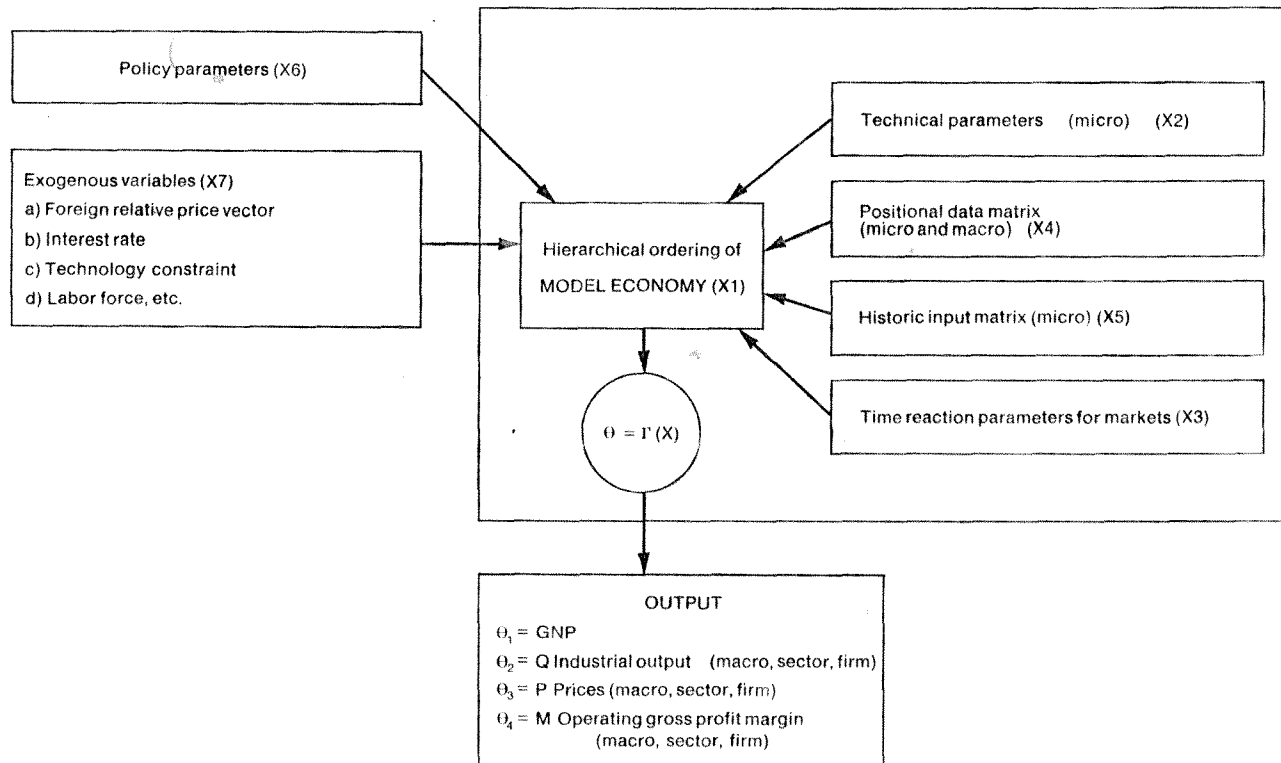 Policy parameters (X6)
Exogenous variables (X7)
a) Foreign relative price vector
b) Interest rate
c) Technology constraint
d) Labor force, etc.
Hierarchical ordering of
MODEL ECONOMY (X1)
Technical parameters (micro) (X2)
Positional data matrix
(micro and macro) (X4)
Historic input matrix (micro) (X5)
Time reaction parameters for markets (X3)
Θ = Γ (X)
OUTPUT
Θ₁ = GNP
Θ₂ = Q Industrial output (macro, sector, firm)
Θ₃ = P Prices (macro, sector, firm)
Θ₄ = M Operating gross profit margin
(macro, sector, firm)